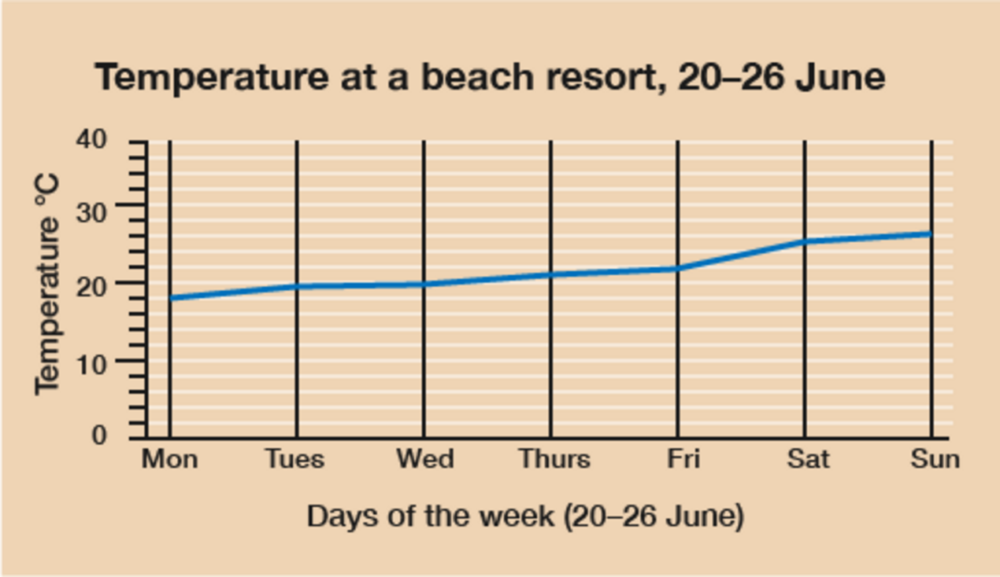 Temperature at a beach resort, 20–26 June
Temperature °C
40
30
20
10
0
Mon Tues Wed Thurs Fri Sat Sun
Days of the week (20–26 June)